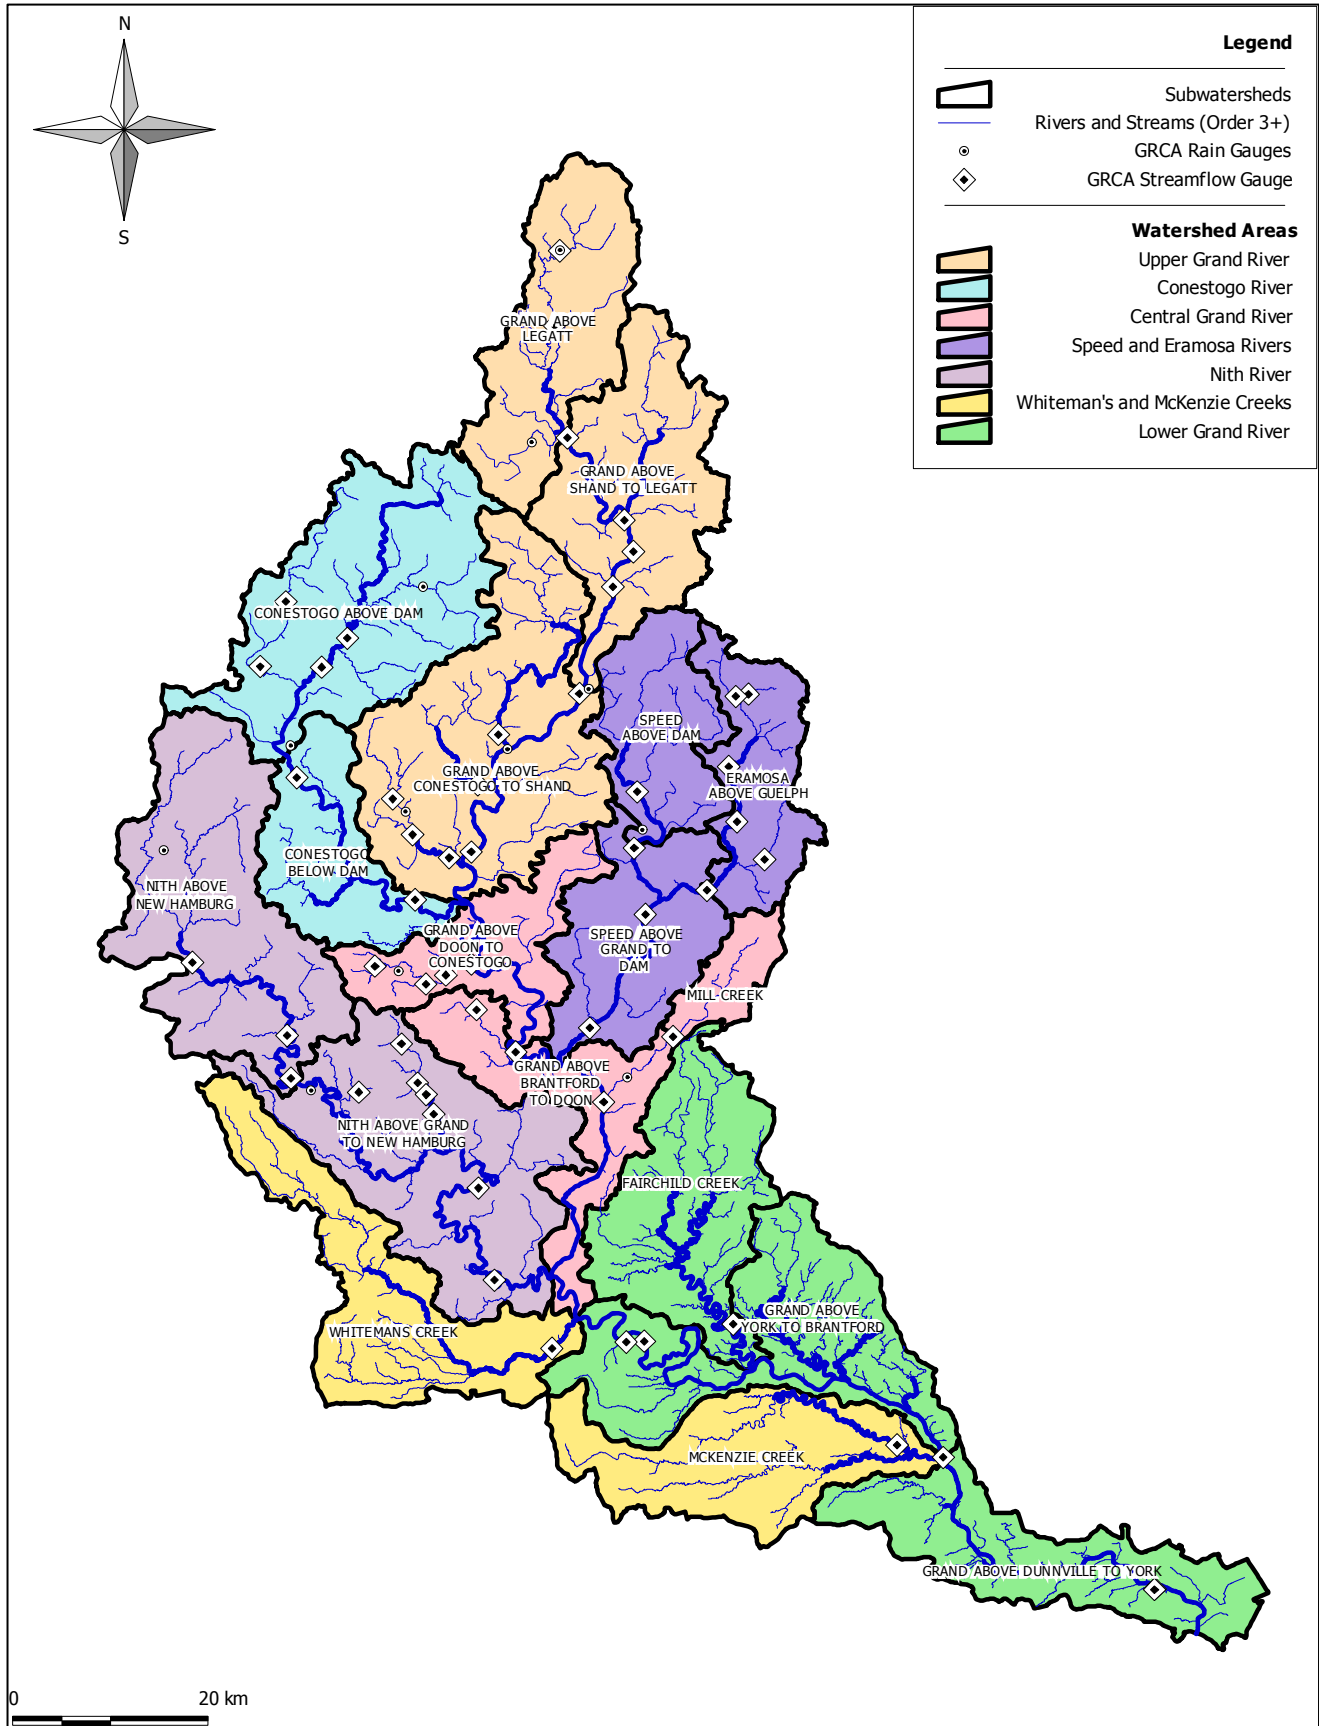 N
S
Legend
Subwatersheds
Rivers and Streams (Order 3+)
GRCA Rain Gauges
GRCA Streamflow Gauge
Watershed Areas
Upper Grand River
Conestogo River
Central Grand River
Speed and Eramosa Rivers
Nith River
Whiteman's and McKenzie Creeks
Lower Grand River
GRAND ABOVE
LEGATT
GRAND ABOVE
SHAND TO LEGATT
CONESTOGO ABOVE DAM
SPEED
ABOVE DAM
GRAND ABOVE
CONESTOGO TO SHAND
ERAMOSA
ABOVE GUELPH
CONESTOGO
BELOW DAM
NITH ABOVE
NEW HAMBURG
GRAND ABOVE
DOON TO
CONESTOGO
SPEED ABOVE
GRAND TO
DAM
MILL CREEK
GRAND ABOVE
BRANTFORD
TO DOON
NITH ABOVE GRAND
TO NEW HAMBURG
FAIRCHILD CREEK
GRAND ABOVE
YORK TO BRANTFORD
WHITEMANS CREEK
MCKENZIE CREEK
GRAND ABOVE DUNNVILLE TO YORK
0 20 km